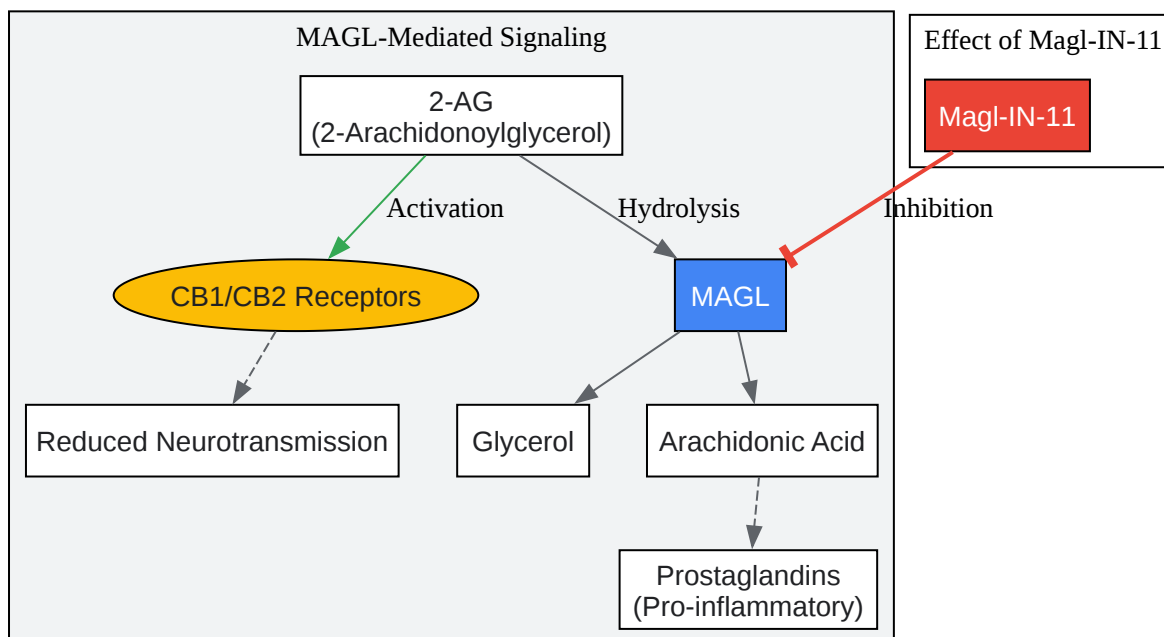 MAGL-Mediated Signaling
Effect of Magl-IN-11
2-AG
(2-Arachidonoylglycerol)
Magl-IN-11
Activation
Hydrolysis
Inhibition
CB1/CB2 Receptors
MAGL
Reduced Neurotransmission
Glycerol
Arachidonic Acid
Prostaglandins
(Pro-inflammatory)